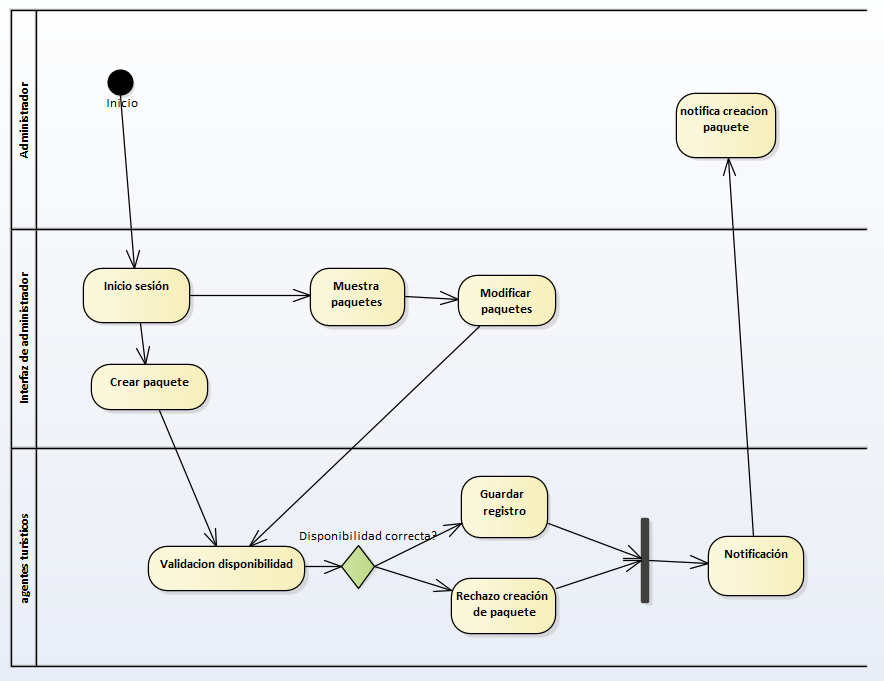 Administrador
Inicio
notifica creacion
paquete
Interfaz de administrador
Inicio sesión
Muestra
paquetes
Modificar
paquetes
Crear paquete
agentes turísticos
Guardar
registro
Disponibilidad correcta?
Validacion disponibilidad
Notificación
Rechazo creación
de paquete